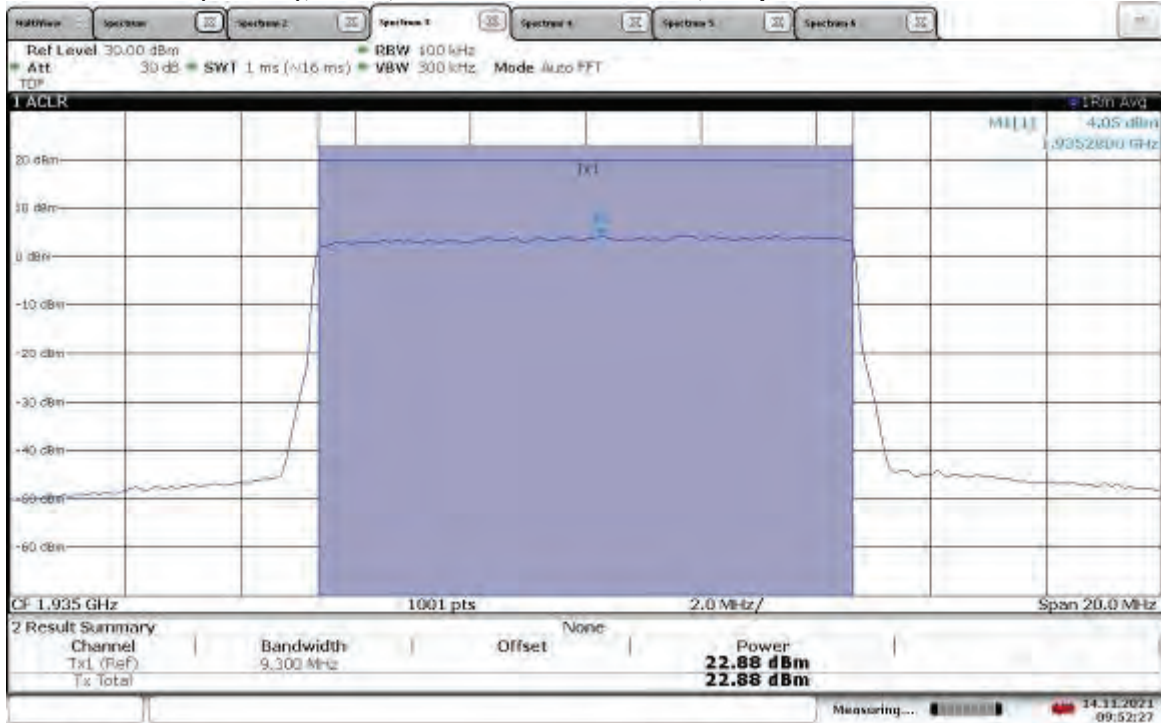 MultiView Spectrum Spectrum 2 Spectrum 3 Spectrum 4 Spectrum 5 Spectrum 6
Ref Level 30.00 dBm RBW 100 kHz
Att 30 dB SWT 1 ms (~16 ms) VBW 300 kHz Mode Auto FFT
TDF
1 ACLR 1Rm Avg
M1[1] 4.05 dBm
1.9352800 GHz
20 dBm
Tx1
10 dBm
M1
0 dBm
-10 dBm
-20 dBm
-30 dBm
-40 dBm
-50 dBm
-60 dBm
CF 1.935 GHz 1001 pts 2.0 MHz/ Span 20.0 MHz
2 Result Summary None
Channel Bandwidth Offset Power
Tx1 (Ref) 9.300 MHz 22.88 dBm
Tx Total 22.88 dBm
Measuring... 14.11.2021
09:52:27